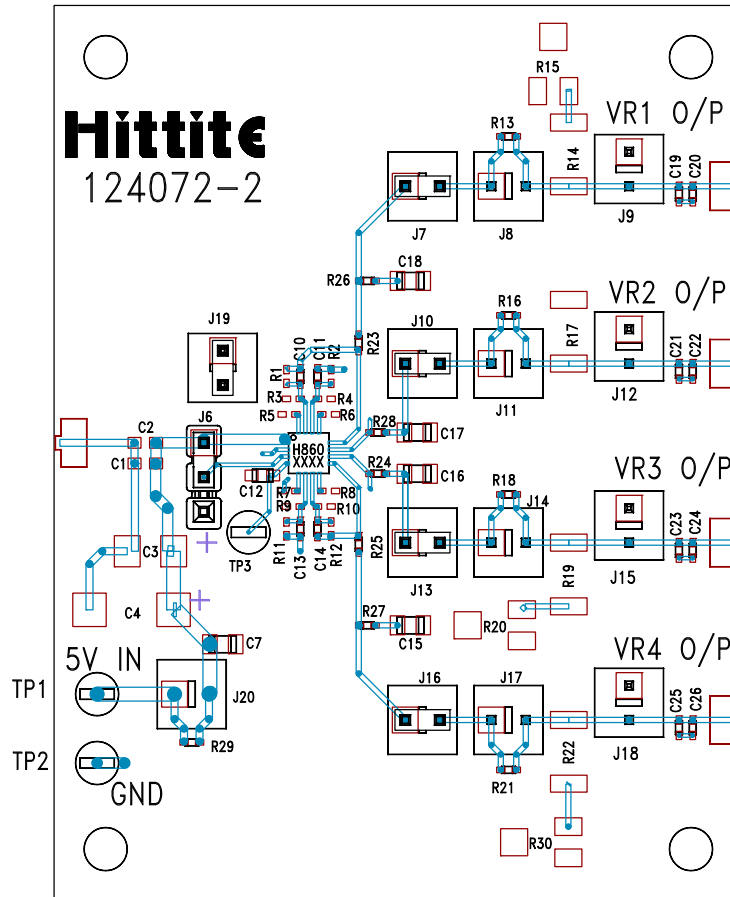 Hittite
124072-2
R15
VR1 O/P
R13
R14
C19
C20
J7
J8
J9
R26
C18
VR2 O/P
J19
C10
C11
R2
R23
J10
R16
R17
C21
C22
R1
R3
R4
J11
J12
J6
R5
R6
C2
R28
C17
C1
H860
XXXX
VR3 O/P
R24
C16
C12
R7
R8
R18
J14
R9
R10
C23
C24
C3
TP3
R11
C13
C14
R12
R25
J13
R19
J15
C4
R27
C15
R20
VR4 O/P
5V IN
C7
TP1
J20
J16
J17
C25
C26
R29
R22
J18
TP2
GND
R21
R30